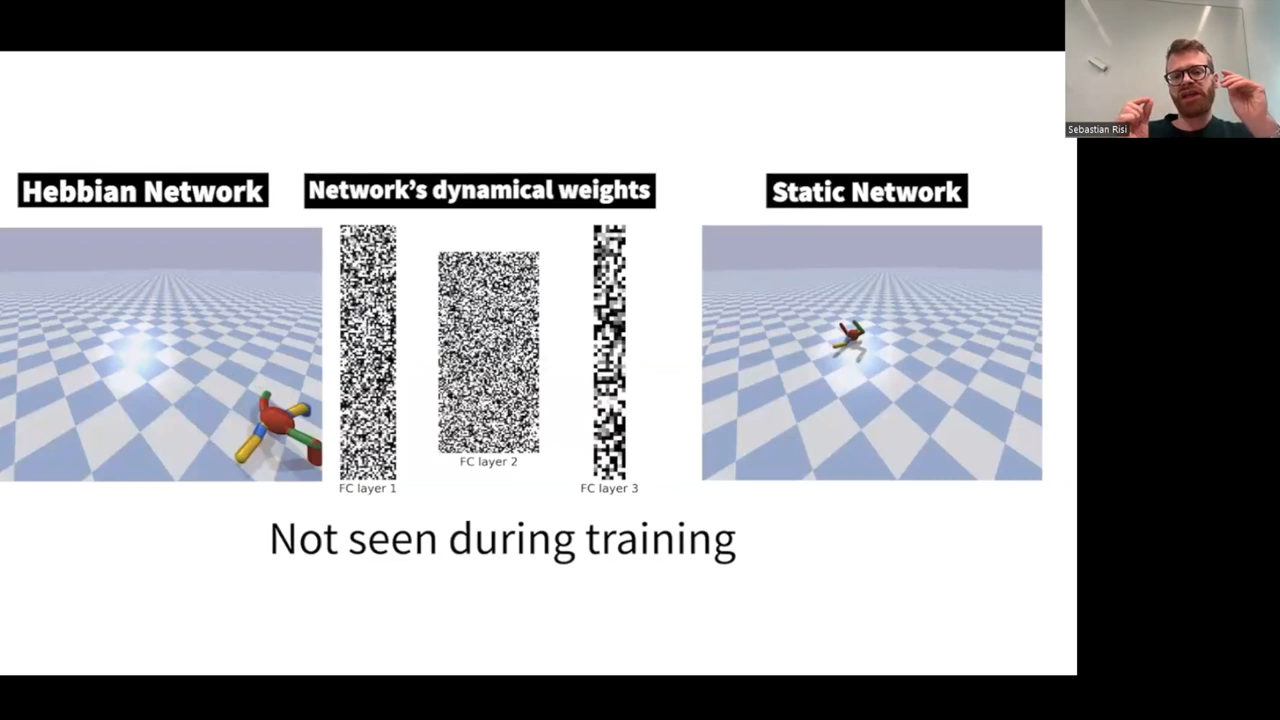 Sebastian Risi
Hebbian Network
Network's dynamical weights
Static Network
FC layer 1
FC layer 2
FC layer 3
Not seen during training